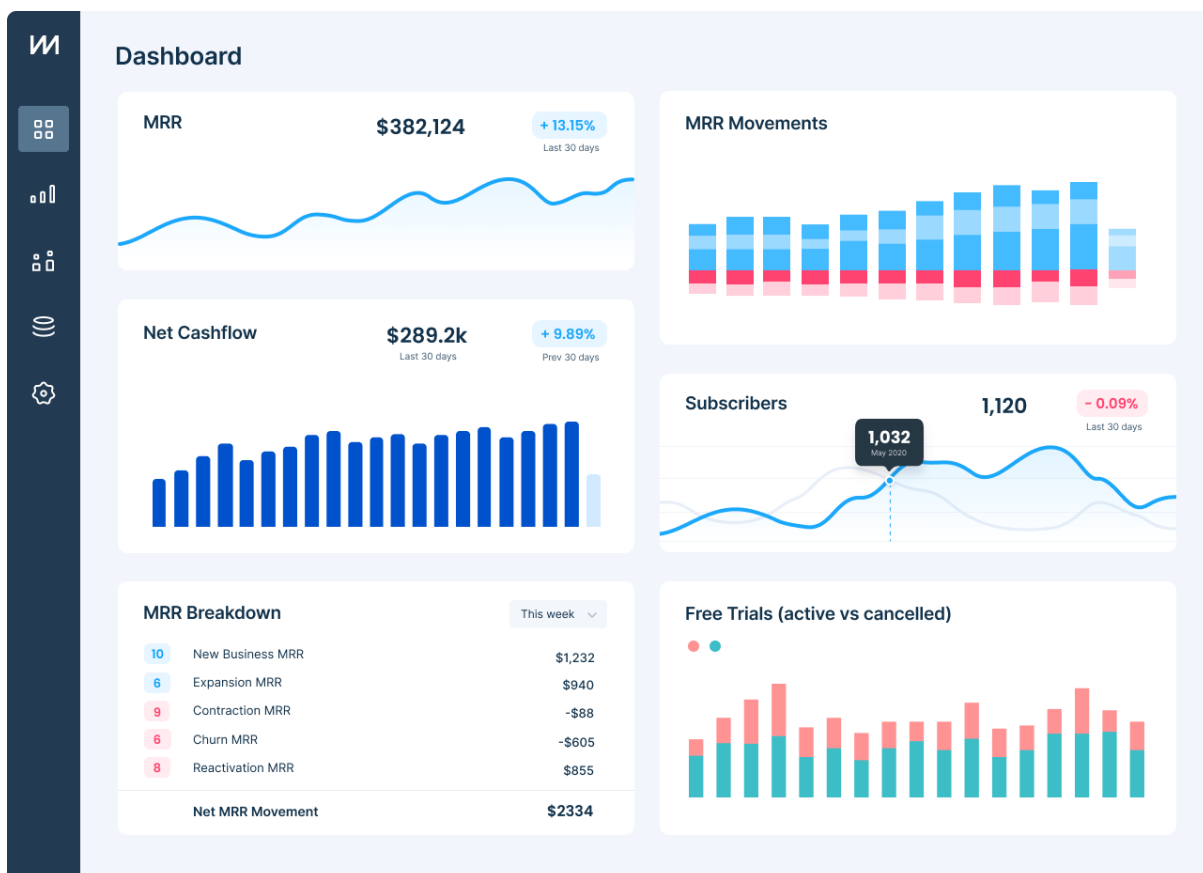 Dashboard
MRR
$382,124
+ 13.15%
Last 30 days
MRR Movements
Net Cashflow
$289.2k
Last 30 days
+ 9.89%
Prev 30 days
Subscribers
1,120
− 0.09%
Last 30 days
1,032
May 2020
MRR Breakdown
This week
10 New Business MRR $1,232
6 Expansion MRR $940
9 Contraction MRR -$88
6 Churn MRR -$605
8 Reactivation MRR $855
Net MRR Movement $2334
Free Trials (active vs cancelled)